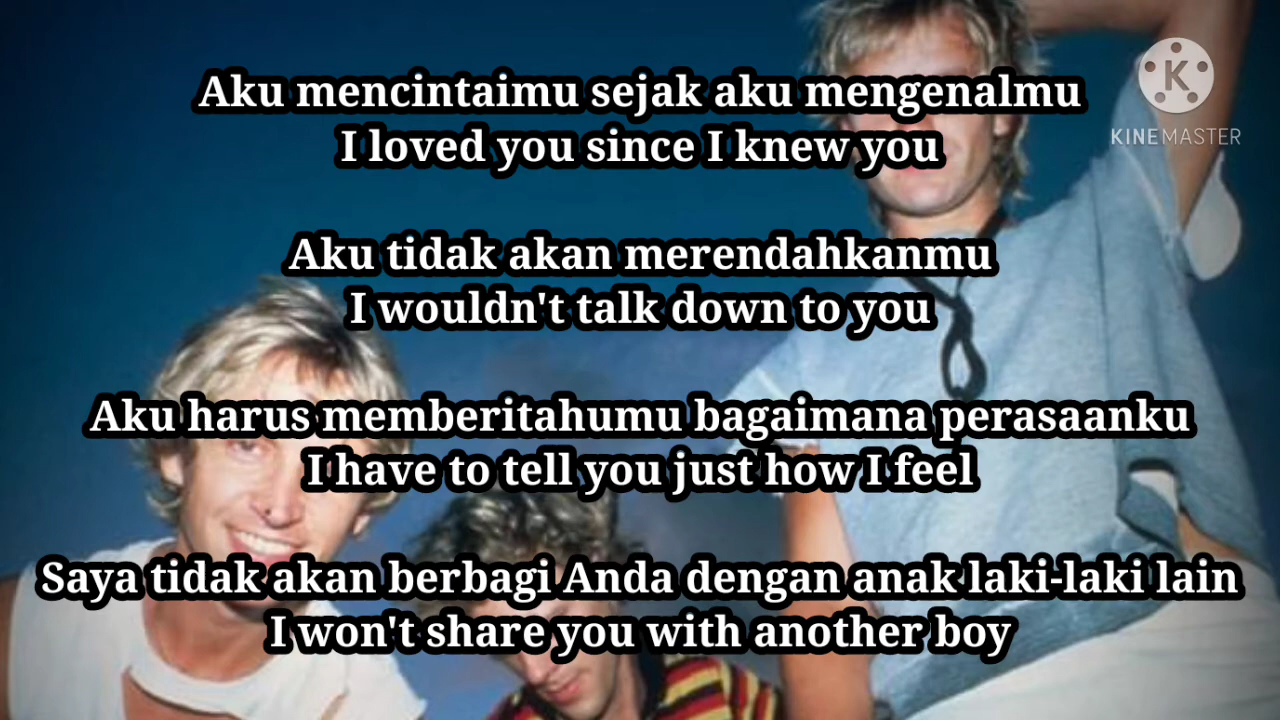 Aku mencintaimu sejak aku mengenalmu
I loved you since I knew you
Aku tidak akan merendahkanmu
I wouldn't talk down to you
Aku harus memberitahumu bagaimana perasaanku
I have to tell you just how I feel
Saya tidak akan berbagi Anda dengan anak laki-laki lain
I won't share you with another boy
K
KINEMASTER